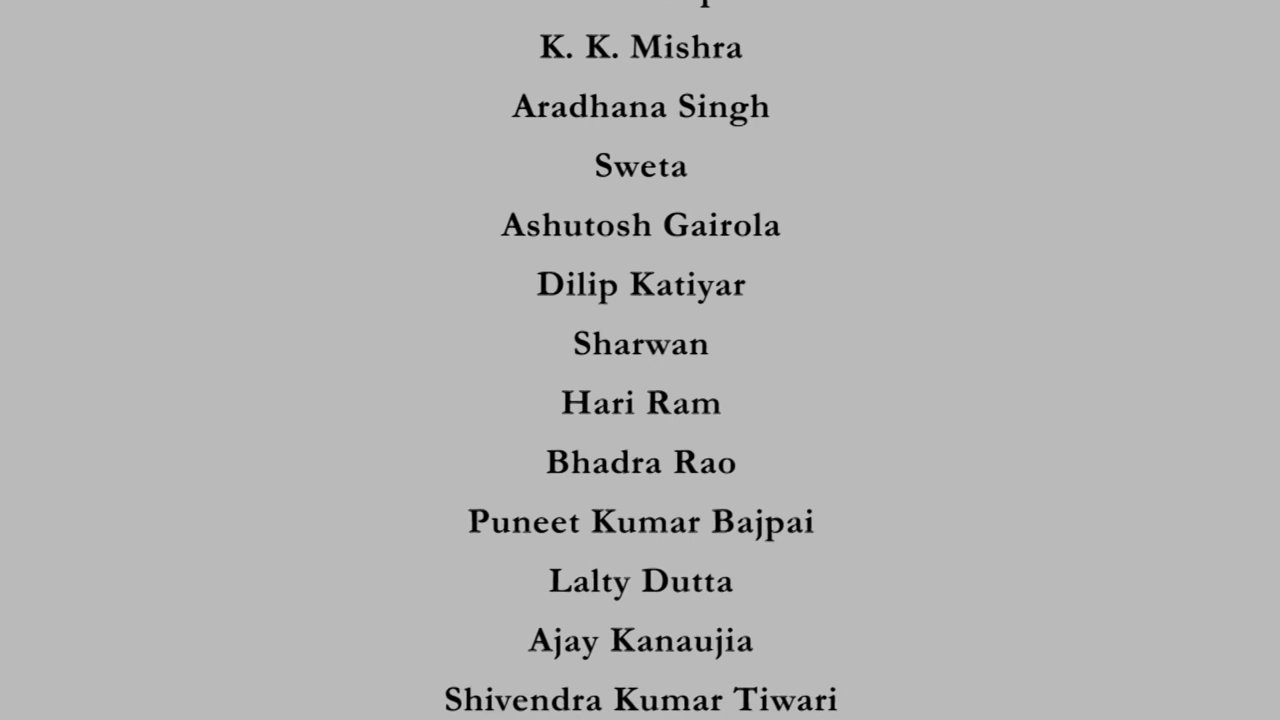 K. K. Mishra
Aradhana Singh
Sweta
Ashutosh Gairola
Dilip Katiyar
Sharwan
Hari Ram
Bhadra Rao
Puneet Kumar Bajpai
Lalty Dutta
Ajay Kanaujia
Shivendra Kumar Tiwari